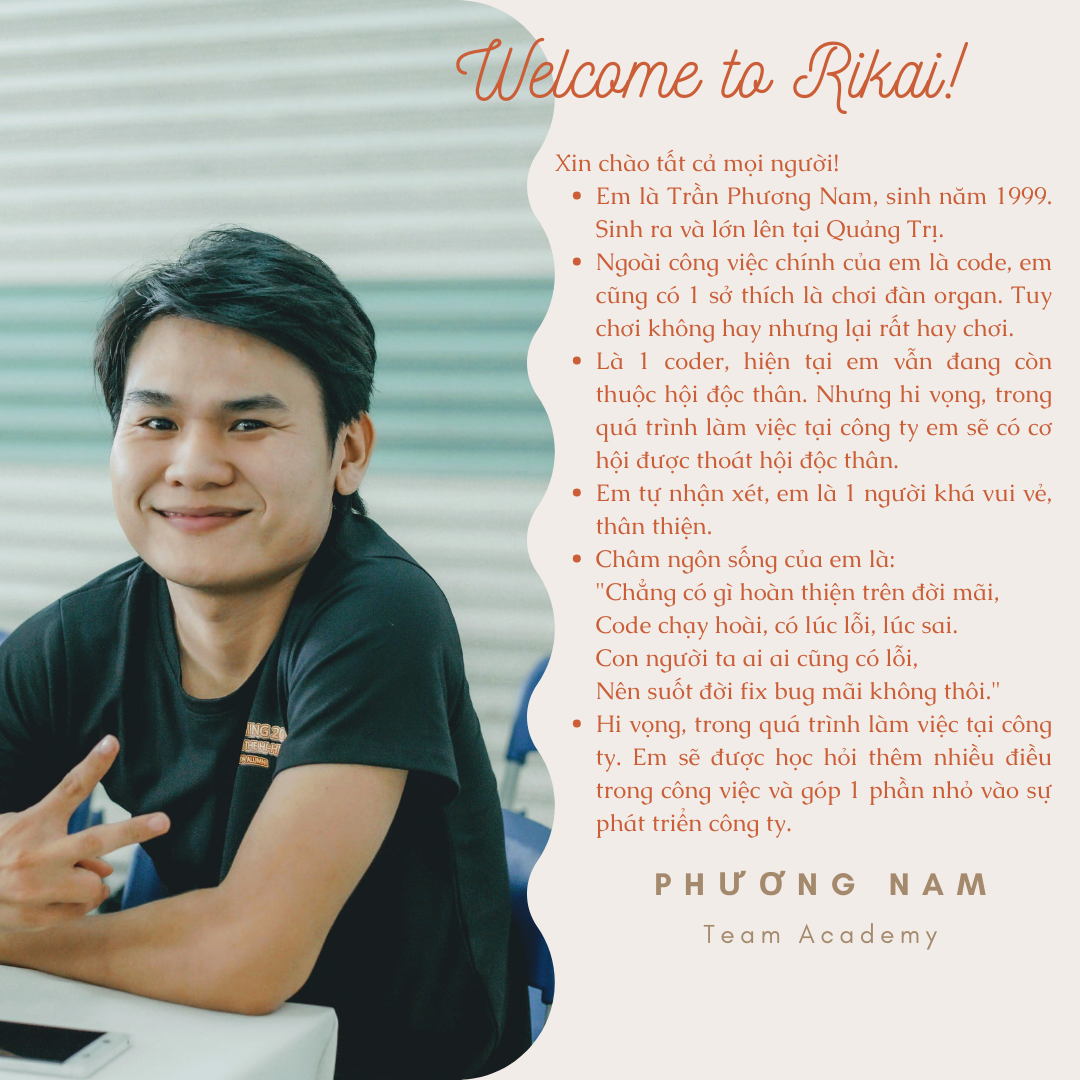 Welcome to Rikai!
Xin chào tất cả mọi người!
• Em là Trần Phương Nam, sinh năm 1999.
Sinh ra và lớn lên tại Quảng Trị.
• Ngoài công việc chính của em là code, em
cũng có 1 sở thích là chơi đàn organ. Tuy
chơi không hay nhưng lại rất hay chơi.
• Là 1 coder, hiện tại em vẫn đang còn
thuộc hội độc thân. Nhưng hi vọng, trong
quá trình làm việc tại công ty em sẽ có cơ
hội được thoát hội độc thân.
• Em tự nhận xét, em là 1 người khá vui vẻ,
thân thiện.
• Châm ngôn sống của em là:
"Chẳng có gì hoàn thiện trên đời mãi,
Code chạy hoài, có lúc lỗi, lúc sai.
Con người ta ai ai cũng có lỗi,
Nên suốt đời fix bug mãi không thôi."
• Hi vọng, trong quá trình làm việc tại công
ty. Em sẽ được học hỏi thêm nhiều điều
trong công việc và góp 1 phần nhỏ vào sự
phát triển công ty.
PHƯƠNG NAM
Team Academy